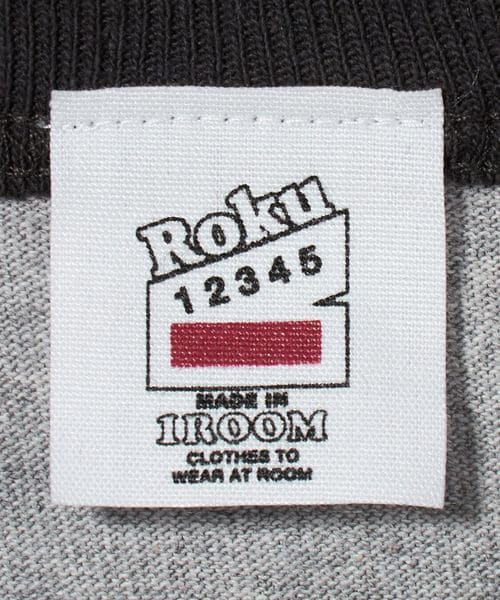 Roku
12345
MADE IN
1ROOM
CLOTHES TO
WEAR AT ROOM